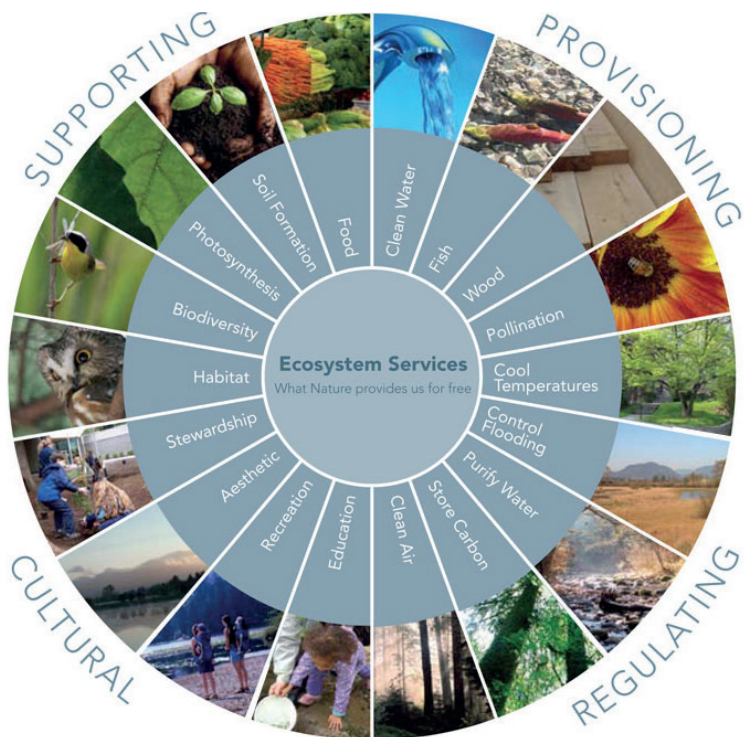 SUPPORTING
PROVISIONING
Food
Clean Water
Fish
Wood
Pollination
Cool
Temperatures
Control
Flooding
Purify Water
Store Carbon
Clean Air
Education
Recreation
Aesthetic
Stewardship
Habitat
Biodiversity
Photosynthesis
Soil Formation
Ecosystem Services
What Nature provides us for free
CULTURAL
REGULATING